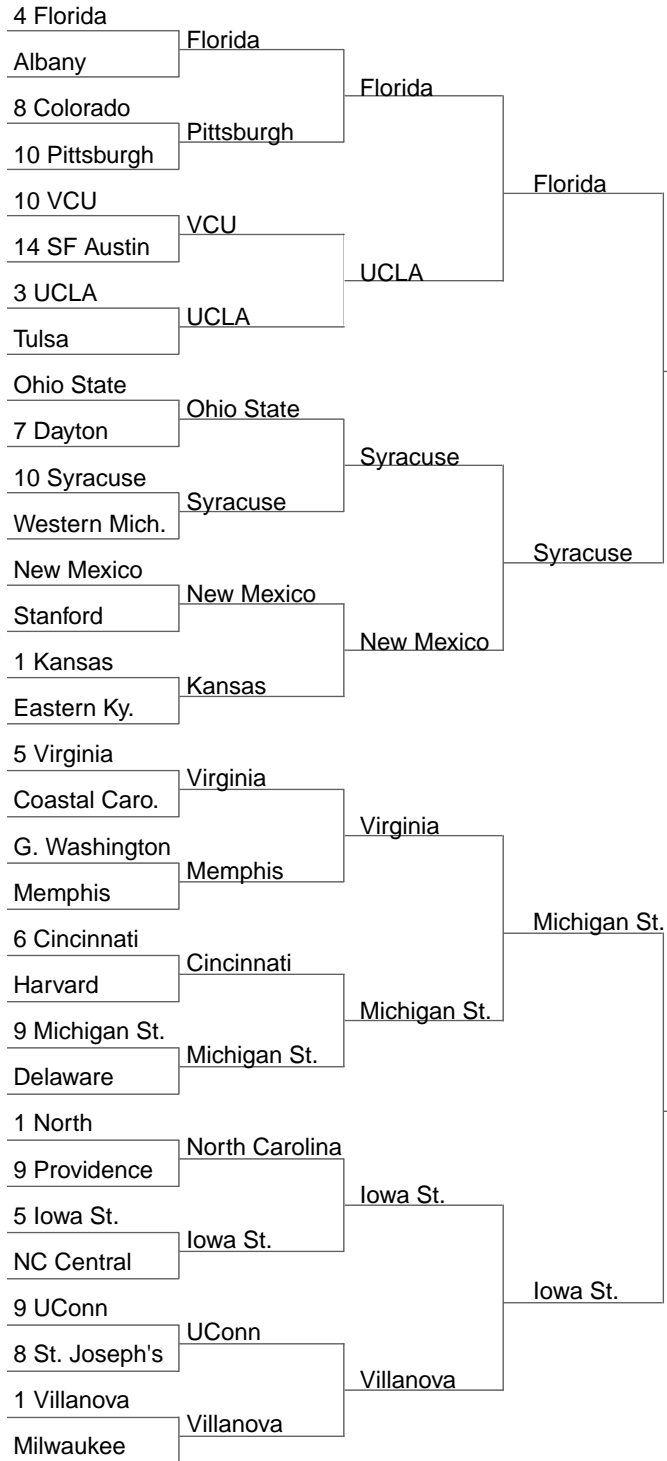 4 Florida
Albany
8 Colorado
10 Pittsburgh
10 VCU
14 SF Austin
3 UCLA
Tulsa
Ohio State
7 Dayton
10 Syracuse
Western Mich.
New Mexico
Stanford
1 Kansas
Eastern Ky.
5 Virginia
Coastal Caro.
G. Washington
Memphis
6 Cincinnati
Harvard
9 Michigan St.
Delaware
1 North
9 Providence
5 Iowa St.
NC Central
9 UConn
8 St. Joseph's
1 Villanova
Milwaukee
Florida
Pittsburgh
VCU
UCLA
Ohio State
Syracuse
New Mexico
Kansas
Virginia
Memphis
Cincinnati
Michigan St.
North Carolina
Iowa St.
UConn
Villanova
Florida
UCLA
Syracuse
New Mexico
Virginia
Michigan St.
Iowa St.
Villanova
Florida
Syracuse
Michigan St.
Iowa St.